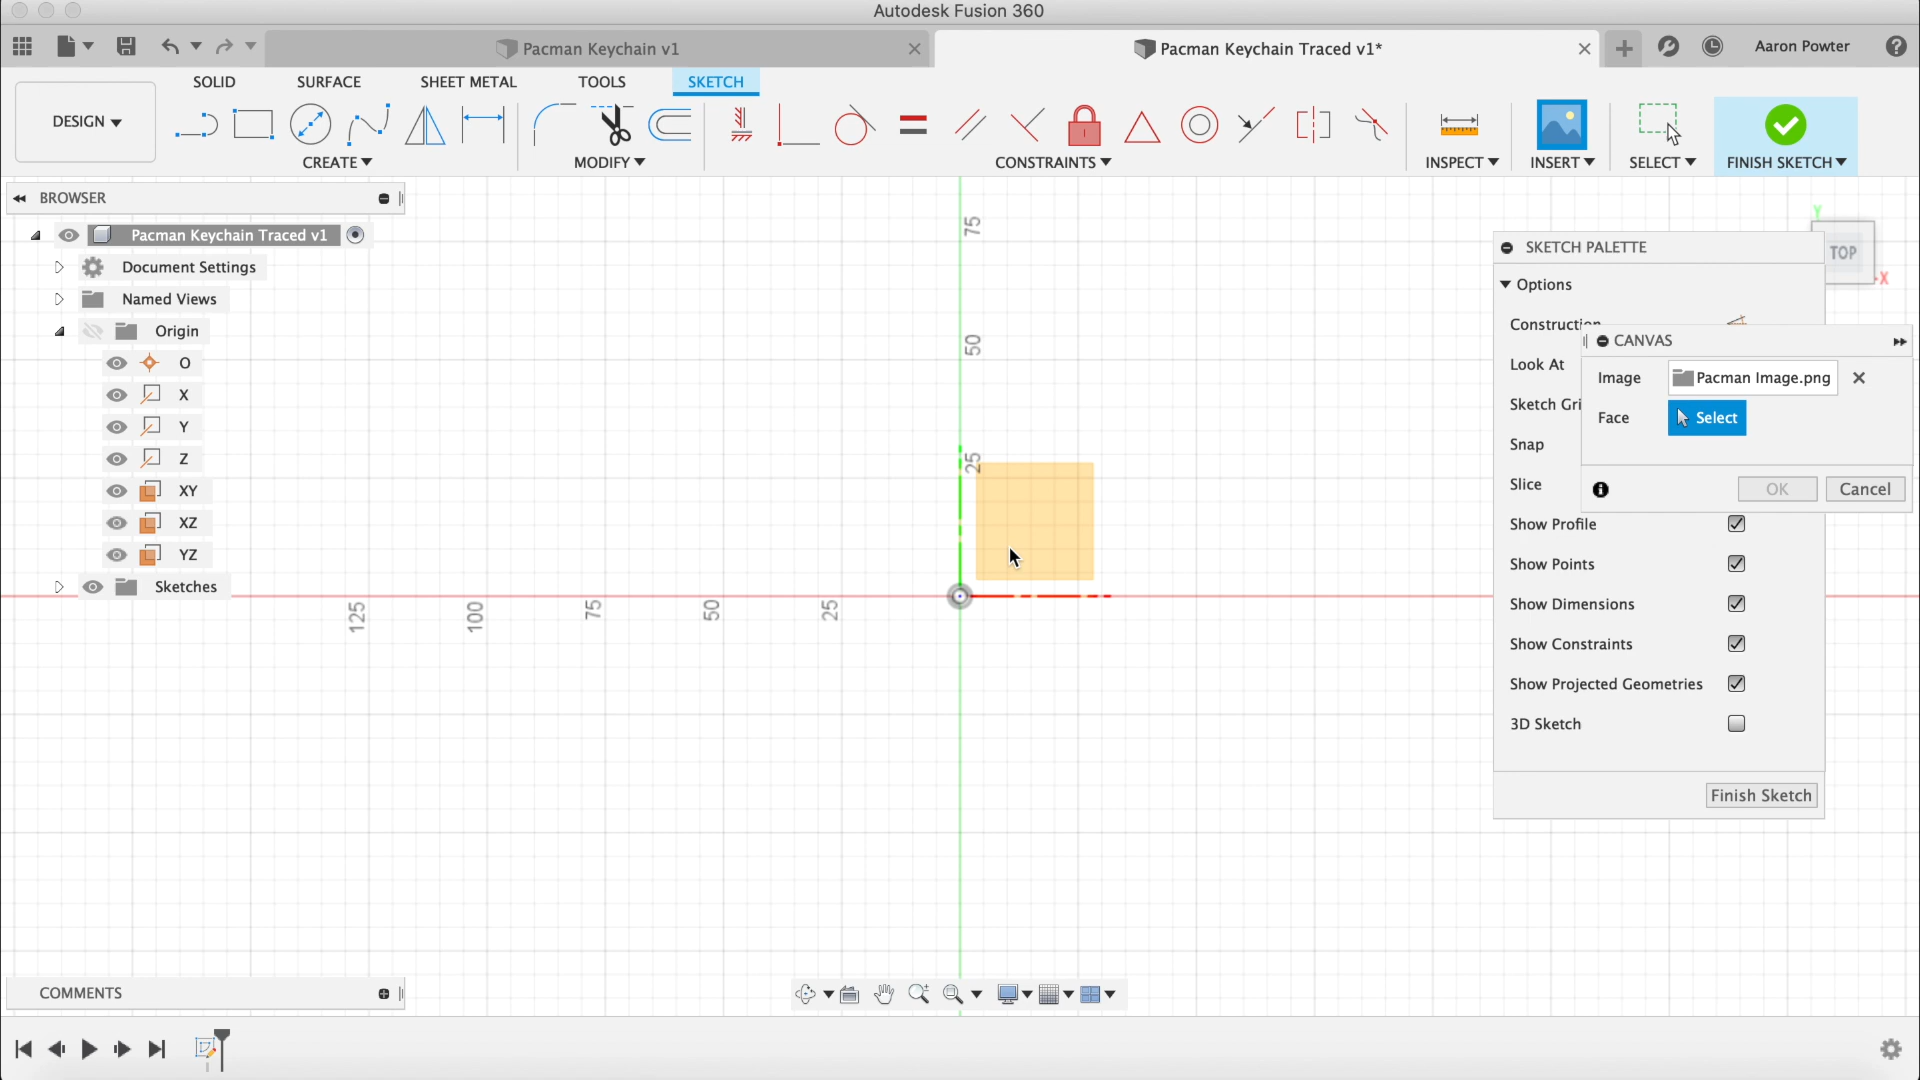 Autodesk Fusion 360
Pacman Keychain v1
Pacman Keychain Traced v1*
Aaron Powter
DESIGN
SOLID
SURFACE
SHEET METAL
TOOLS
SKETCH
CREATE
MODIFY
CONSTRAINTS
INSPECT
INSERT
SELECT
FINISH SKETCH
BROWSER
Pacman Keychain Traced v1
Document Settings
Named Views
Origin
O
X
Y
Z
XY
XZ
YZ
Sketches
75
50
25
125
100
75
50
25
Y
TOP
X
SKETCH PALETTE
Options
Construction
Look At
Sketch Gri
Snap
Slice
Show Profile
Show Points
Show Dimensions
Show Constraints
Show Projected Geometries
3D Sketch
Finish Sketch
CANVAS
Image
Pacman Image.png
Face
Select
OK
Cancel
COMMENTS